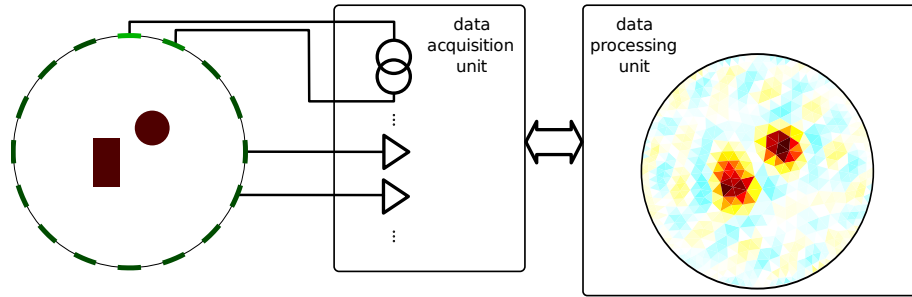 data
acquisition
unit
...
...
data
processing
unit